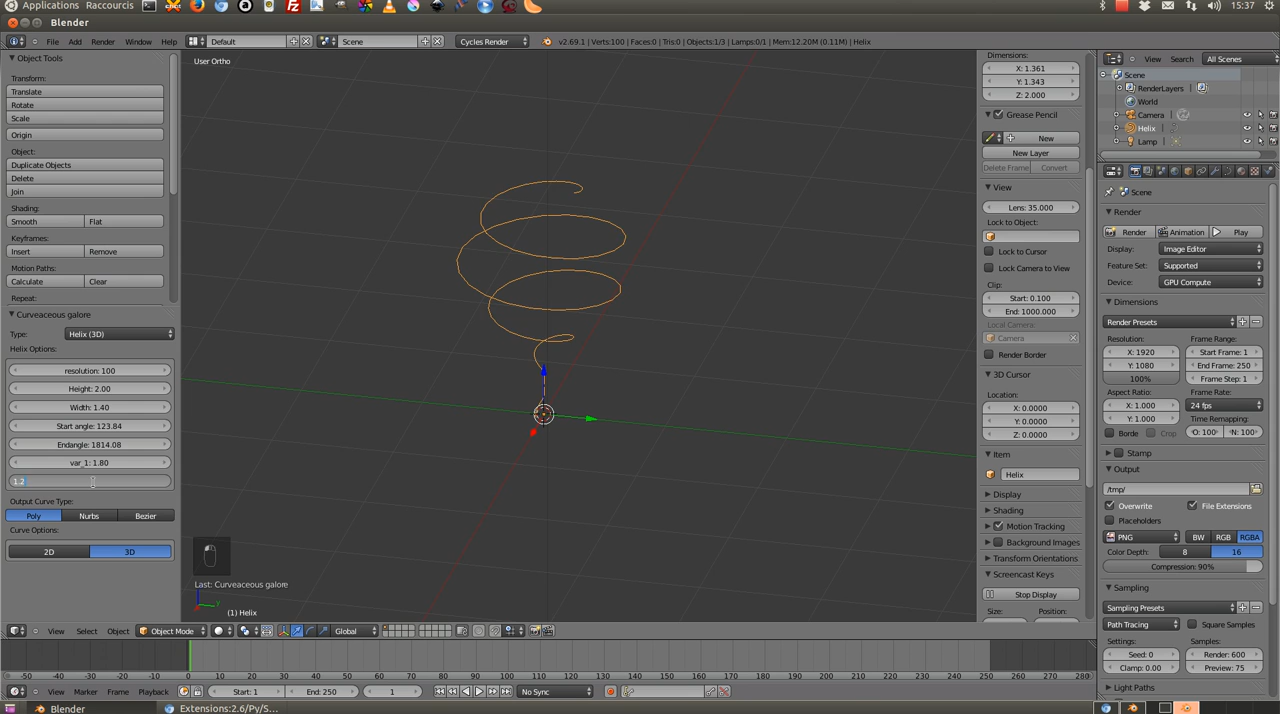 Applications Raccourcis
15:37
Blender
File Add Render Window Help
Default
Scene
Cycles Render
v2.69.1 | Verts:100 | Faces:0 | Tris:0 | Objects:1/3 | Lamps:0/1 | Mem:12.20M (0.11M) | Helix
Object Tools
Transform:
Translate
Rotate
Scale
Origin
Object:
Duplicate Objects
Delete
Join
Shading:
Smooth Flat
Keyframes:
Insert Remove
Motion Paths:
Calculate Clear
Repeat:
Curveaceous galore
Type: Helix (3D)
Helix Options:
resolution: 100
Height: 2.00
Width: 1.40
Start angle: 123.84
Endangle: 1814.08
var_1: 1.80
1.2
Output Curve Type:
Poly Nurbs Bezier
Curve Options:
2D 3D
User Ortho
Last: Curveaceous galore
(1) Helix
Dimensions:
X: 1.361
Y: 1.343
Z: 2.000
Grease Pencil
New
New Layer
Delete Frame Convert
View
Lens: 35.000
Lock to Object:
Lock to Cursor
Lock Camera to View
Clip:
Start: 0.100
End: 1000.000
Local Camera:
Camera
Render Border
3D Cursor
Location:
X: 0.0000
Y: 0.0000
Z: 0.0000
Item
Helix
Display
Shading
Motion Tracking
Background Images
Transform Orientations
Screencast Keys
Stop Display
Size: Position:
View Search All Scenes
Scene
RenderLayers
World
Camera
Helix
Lamp
Scene
Render
Render Animation Play
Display: Image Editor
Feature Set: Supported
Device: GPU Compute
Dimensions
Render Presets
Resolution: Frame Range:
X: 1920 Start Frame: 1
Y: 1080 End Frame: 250
100% Frame Step: 1
Aspect Ratio: Frame Rate:
X: 1.000 24 fps
Y: 1.000 Time Remapping:
Borde Crop O: 100 N: 100
Stamp
Output
/tmp/
Overwrite File Extensions
Placeholders
PNG BW RGB RGBA
Color Depth: 8 16
Compression: 90%
Sampling
Sampling Presets
Path Tracing Square Samples
Settings: Samples:
Seed: 0 Render: 600
Clamp: 0.00 Preview: 75
Light Paths
View Select Object Object Mode Global
-50 -40 -30 -20 -10 0 10 20 30 40 50 60 70 80 90 100 110 120 130 140 150 160 170 180 190 200 210 220 230 240 250 260 270 280
View Marker Frame Playback Start: 1 End: 250 1 No Sync
Blender Extensions:2.6/Py/S...